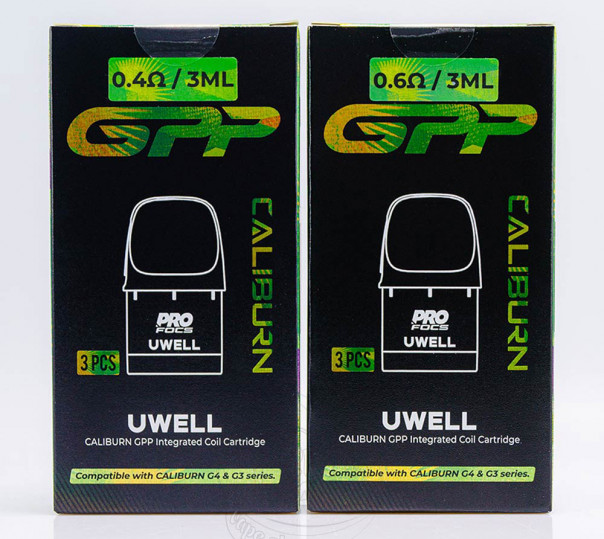 0.4Ω / 3ML
GPP
CALIBURN
PRO
FOCS
UWELL
3 PCS
UWELL
CALIBURN GPP Integrated Coil Cartridge
Compatible with CALIBURN G4 & G3 series.
0.6Ω / 3ML
GPP
CALIBURN
PRO
FOCS
UWELL
3 PCS
UWELL
CALIBURN GPP Integrated Coil Cartridge
Compatible with CALIBURN G4 & G3 series.